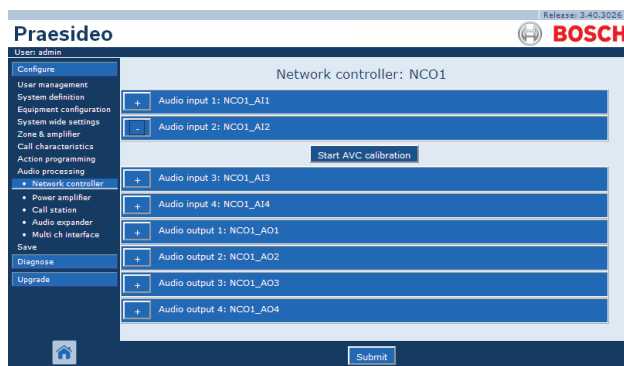 Release: 3.40.3026
Praesideo
BOSCH
User: admin
Configure
User management
System definition
Equipment configuration
System wide settings
Zone & amplifier
Call characteristics
Action programming
Audio processing
• Network controller
• Power amplifier
• Call station
• Audio expander
• Multi ch interface
Save
Diagnose
Upgrade
Network controller: NCO1
+ Audio input 1: NCO1_AI1
- Audio input 2: NCO1_AI2
Start AVC calibration
+ Audio input 3: NCO1_AI3
+ Audio input 4: NCO1_AI4
+ Audio output 1: NCO1_AO1
+ Audio output 2: NCO1_AO2
+ Audio output 3: NCO1_AO3
+ Audio output 4: NCO1_AO4
Submit